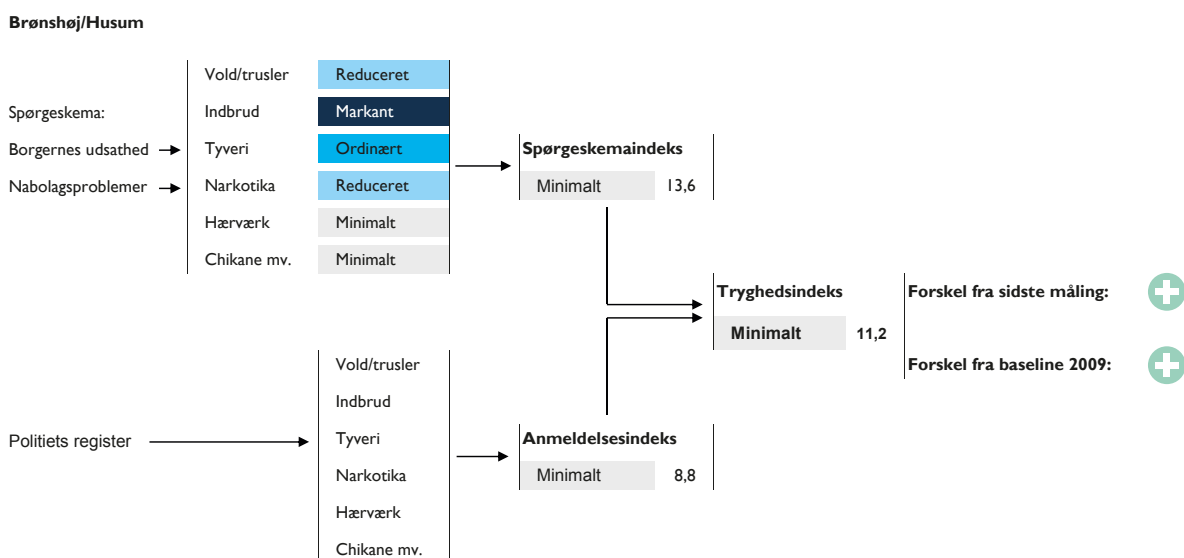 Brønshøj/Husum
Spørgeskema:
Borgernes udsathed
Nabolagsproblemer
Vold/trusler Reduceret
Indbrud Markant
Tyveri Ordinært
Narkotika Reduceret
Hærværk Minimalt
Chikane mv. Minimalt
Spørgeskemaindeks
Minimalt 13,6
Tryghedsindeks
Minimalt 11,2
Forskel fra sidste måling:
Forskel fra baseline 2009:
Politiets register
Vold/trusler
Indbrud
Tyveri
Narkotika
Hærværk
Chikane mv.
Anmeldelsesindeks
Minimalt 8,8